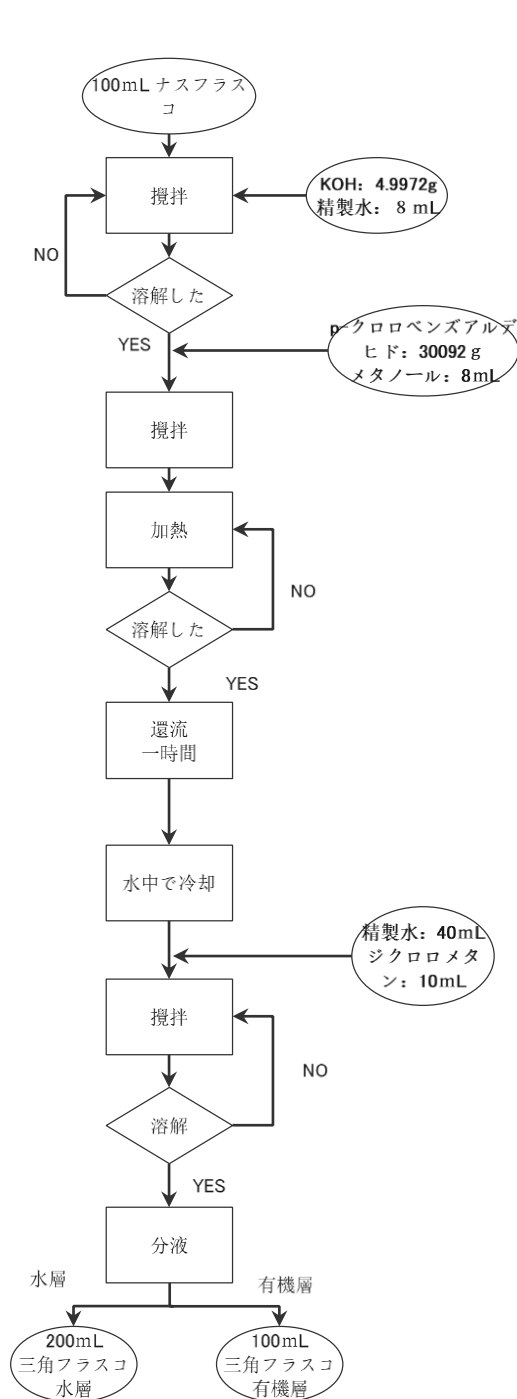 100mL ナスフラス
コ
攪拌
KOH：4.9972g
精製水： 8 mL
NO
溶解した
YES
p-クロロベンズアルデ
ヒド：30092 g
メタノール：8mL
攪拌
加熱
NO
溶解した
YES
還流
一時間
水中で冷却
精製水：40mL
ジクロロメタ
ン：10mL
攪拌
NO
溶解
YES
分液
水層
有機層
200mL
三角フラスコ
水層
100mL
三角フラスコ
有機層